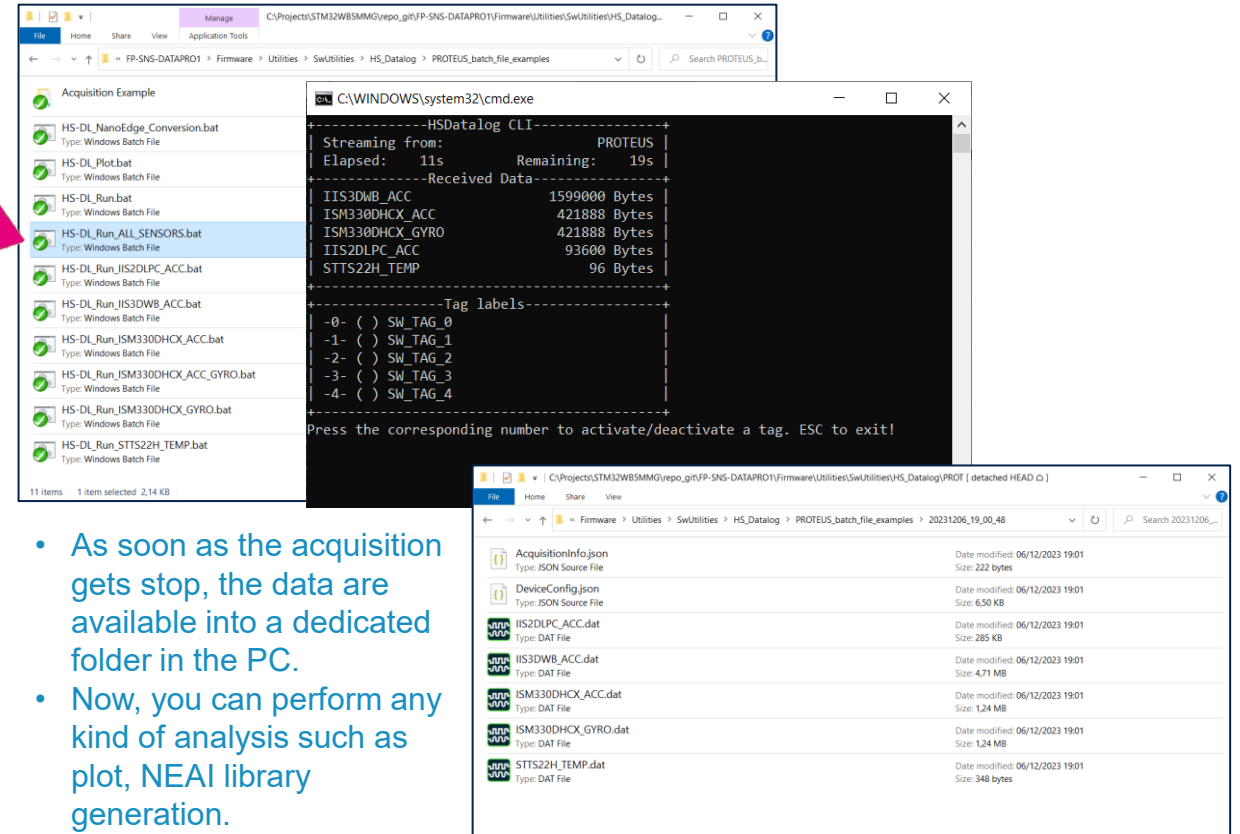 Manage
C:\Projects\STM32WB5MMG\repo_git\FP-SNS-DATAPRO1\Firmware\Utilities\SwUtilities\HS_Datalog...
File Home Share View Application Tools
« FP-SNS-DATAPRO1 > Firmware > Utilities > SwUtilities > HS_Datalog > PROTEUS_batch_file_examples
Search PROTEUS_b...
Acquisition Example
HS-DL_NanoEdge_Conversion.bat
Type: Windows Batch File
HS-DL_Plot.bat
Type: Windows Batch File
HS-DL_Run.bat
Type: Windows Batch File
HS-DL_Run_ALL_SENSORS.bat
Type: Windows Batch File
HS-DL_Run_IIS2DLPC_ACC.bat
Type: Windows Batch File
HS-DL_Run_IIS3DWB_ACC.bat
Type: Windows Batch File
HS-DL_Run_ISM330DHCX_ACC.bat
Type: Windows Batch File
HS-DL_Run_ISM330DHCX_ACC_GYRO.bat
Type: Windows Batch File
HS-DL_Run_ISM330DHCX_GYRO.bat
Type: Windows Batch File
HS-DL_Run_STTS22H_TEMP.bat
Type: Windows Batch File
11 items 1 item selected 2,14 KB
C:\WINDOWS\system32\cmd.exe
+--------------HSDatalog CLI----------------+
| Streaming from: PROTEUS |
| Elapsed: 11s Remaining: 19s |
+--------------Received Data----------------+
| IIS3DWB_ACC 1599000 Bytes |
| ISM330DHCX_ACC 421888 Bytes |
| ISM330DHCX_GYRO 421888 Bytes |
| IIS2DLPC_ACC 93600 Bytes |
| STTS22H_TEMP 96 Bytes |
+-------------------------------------------+
+----------------Tag labels-----------------+
| -0- ( ) SW_TAG_0 |
| -1- ( ) SW_TAG_1 |
| -2- ( ) SW_TAG_2 |
| -3- ( ) SW_TAG_3 |
| -4- ( ) SW_TAG_4 |
+-------------------------------------------+
Press the corresponding number to activate/deactivate a tag. ESC to exit!
C:\Projects\STM32WB5MMG\repo_git\FP-SNS-DATAPRO1\Firmware\Utilities\SwUtilities\HS_Datalog\PROT [ detached HEAD ]
File Home Share View
« Firmware > Utilities > SwUtilities > HS_Datalog > PROTEUS_batch_file_examples > 20231206_19_00_48
Search 20231206_...
AcquisitionInfo.json Date modified: 06/12/2023 19:01
Type: JSON Source File Size: 222 bytes
DeviceConfig.json Date modified: 06/12/2023 19:01
Type: JSON Source File Size: 6,50 KB
IIS2DLPC_ACC.dat Date modified: 06/12/2023 19:01
Type: DAT File Size: 285 KB
IIS3DWB_ACC.dat Date modified: 06/12/2023 19:01
Type: DAT File Size: 4,71 MB
ISM330DHCX_ACC.dat Date modified: 06/12/2023 19:01
Type: DAT File Size: 1,24 MB
ISM330DHCX_GYRO.dat Date modified: 06/12/2023 19:01
Type: DAT File Size: 1,24 MB
STTS22H_TEMP.dat Date modified: 06/12/2023 19:01
Type: DAT File Size: 348 bytes
• As soon as the acquisition
gets stop, the data are
available into a dedicated
folder in the PC.
• Now, you can perform any
kind of analysis such as
plot, NEAI library
generation.